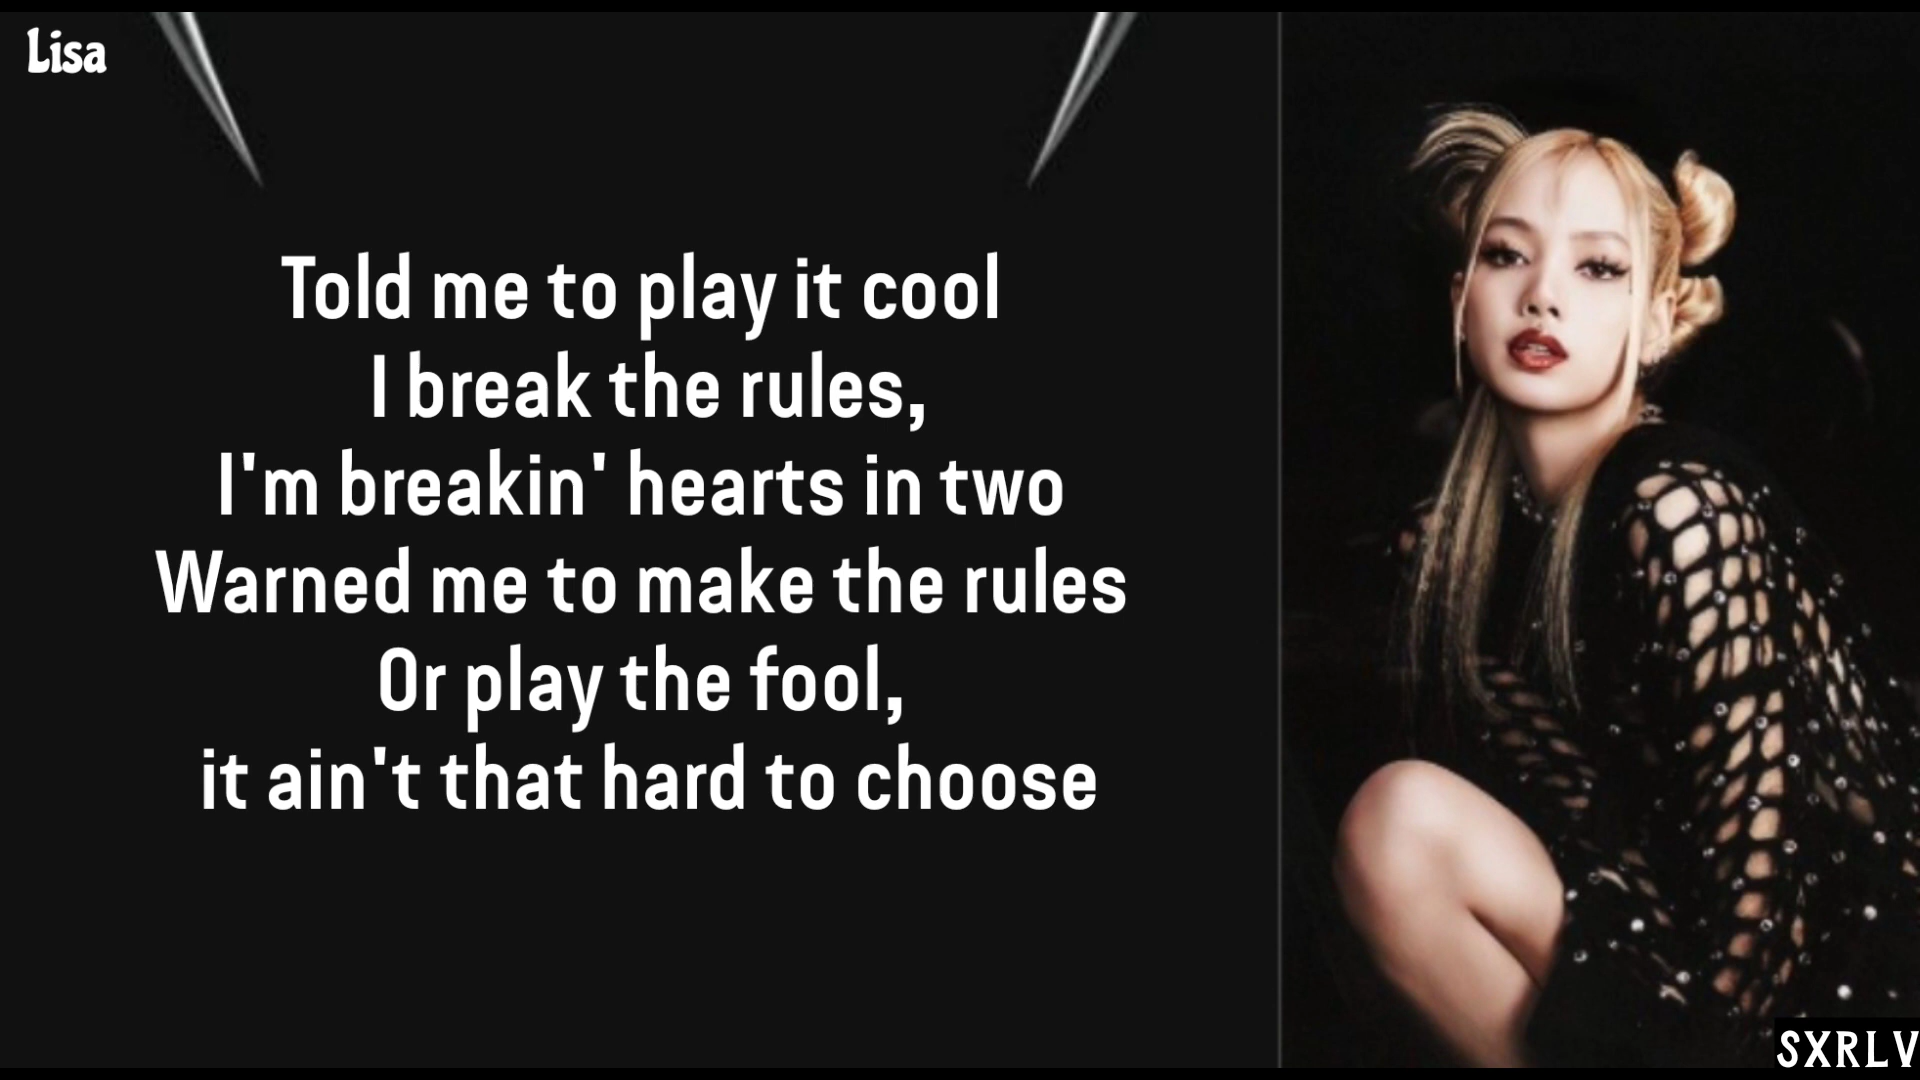 Lisa
Told me to play it cool
I break the rules,
I'm breakin' hearts in two
Warned me to make the rules
Or play the fool,
it ain't that hard to choose
SXRLV